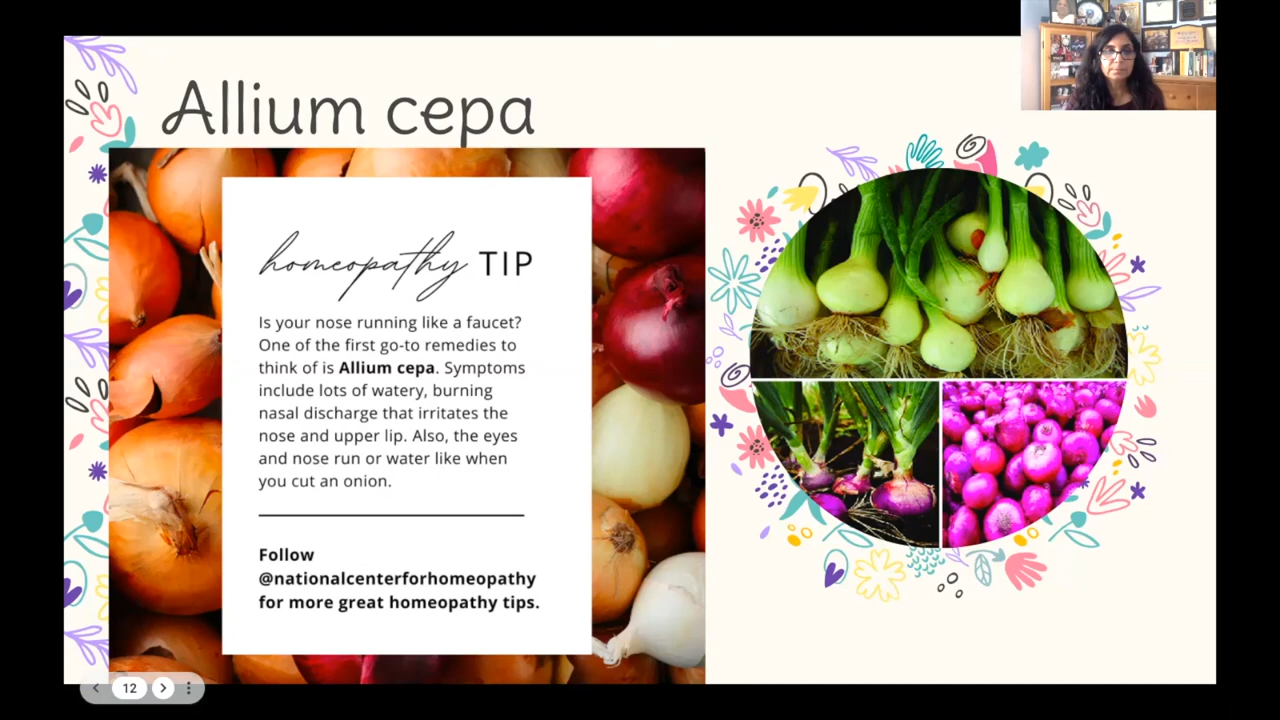 Allium cepa
homeopathy TIP
Is your nose running like a faucet?
One of the first go-to remedies to
think of is Allium cepa. Symptoms
include lots of watery, burning
nasal discharge that irritates the
nose and upper lip. Also, the eyes
and nose run or water like when
you cut an onion.
Follow
@nationalcenterforhomeopathy
for more great homeopathy tips.
12